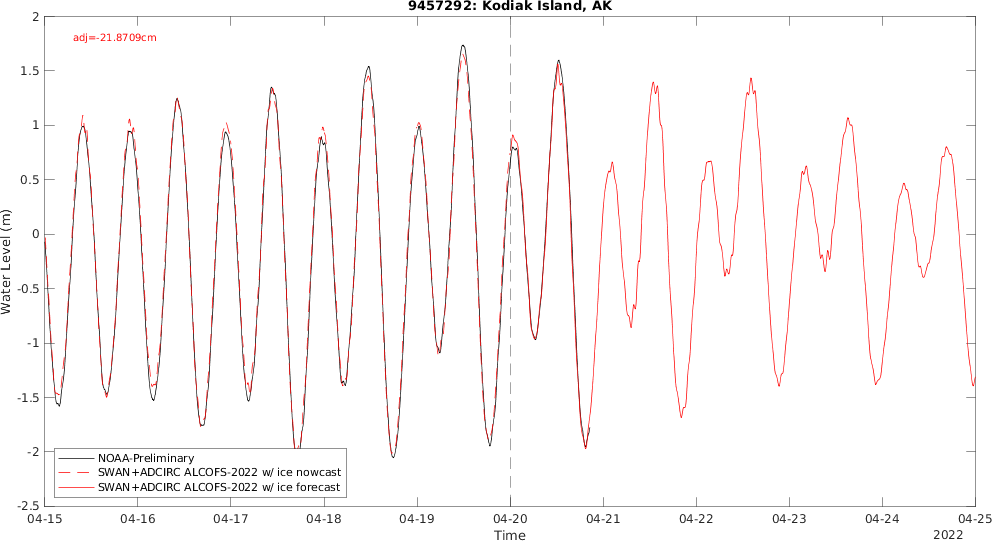 9457292: Kodiak Island, AK
adj=-21.8709cm
Water Level (m)
2
1.5
1
0.5
0
-0.5
-1
-1.5
-2
-2.5
NOAA-Preliminary
SWAN+ADCIRC ALCOFS-2022 w/ ice nowcast
SWAN+ADCIRC ALCOFS-2022 w/ ice forecast
04-15 04-16 04-17 04-18 04-19 04-20 04-21 04-22 04-23 04-24 04-25
Time
2022